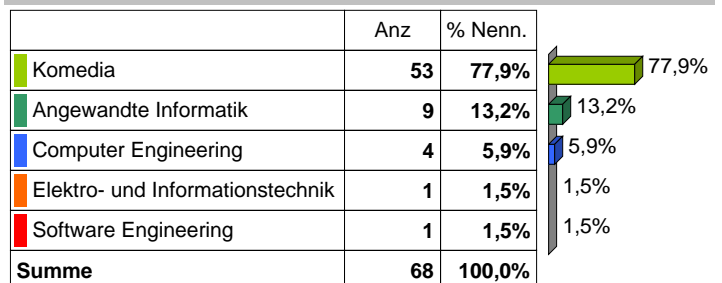 Anz % Nenn.
Komedia 53 77,9% 77,9%
Angewandte Informatik 9 13,2% 13,2%
Computer Engineering 4 5,9% 5,9%
Elektro- und Informationstechnik 1 1,5% 1,5%
Software Engineering 1 1,5% 1,5%
Summe 68 100,0%